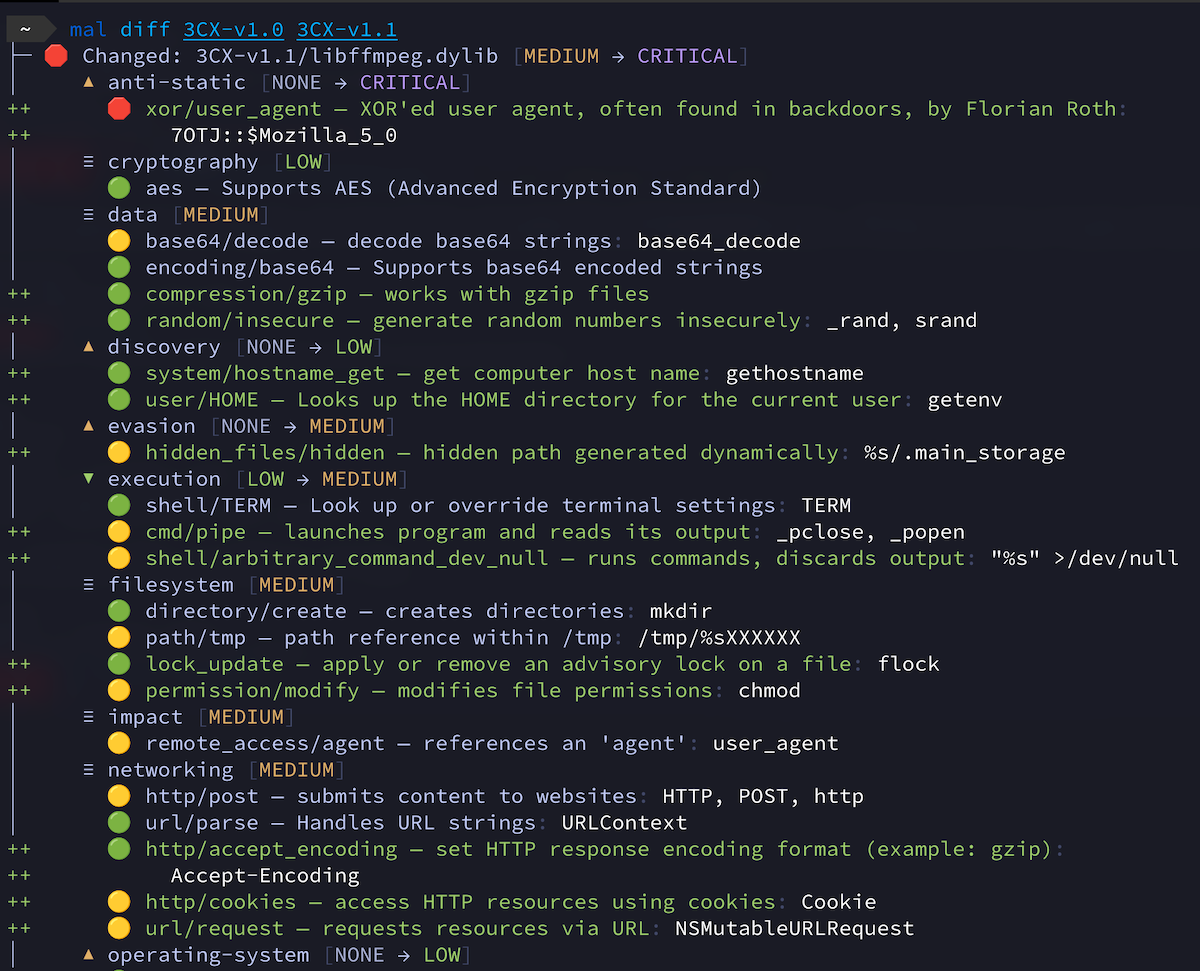 ~ mal diff 3CX-v1.0 3CX-v1.1
Changed: 3CX-v1.1/libffmpeg.dylib [MEDIUM → CRITICAL]
▲ anti-static [NONE → CRITICAL]
++ xor/user_agent — XOR'ed user agent, often found in backdoors, by Florian Roth:
++ 7OTJ::$Mozilla_5_0
≡ cryptography [LOW]
aes — Supports AES (Advanced Encryption Standard)
≡ data [MEDIUM]
base64/decode — decode base64 strings: base64_decode
encoding/base64 — Supports base64 encoded strings
++ compression/gzip — works with gzip files
++ random/insecure — generate random numbers insecurely: _rand, srand
▲ discovery [NONE → LOW]
++ system/hostname_get — get computer host name: gethostname
++ user/HOME — Looks up the HOME directory for the current user: getenv
▲ evasion [NONE → MEDIUM]
++ hidden_files/hidden — hidden path generated dynamically: %s/.main_storage
▼ execution [LOW → MEDIUM]
shell/TERM — Look up or override terminal settings: TERM
++ cmd/pipe — launches program and reads its output: _pclose, _popen
++ shell/arbitrary_command_dev_null — runs commands, discards output: "%s" >/dev/null
≡ filesystem [MEDIUM]
directory/create — creates directories: mkdir
path/tmp — path reference within /tmp: /tmp/%sXXXXXX
++ lock_update — apply or remove an advisory lock on a file: flock
++ permission/modify — modifies file permissions: chmod
≡ impact [MEDIUM]
remote_access/agent — references an 'agent': user_agent
≡ networking [MEDIUM]
http/post — submits content to websites: HTTP, POST, http
url/parse — Handles URL strings: URLContext
++ http/accept_encoding — set HTTP response encoding format (example: gzip):
++ Accept-Encoding
++ http/cookies — access HTTP resources using cookies: Cookie
++ url/request — requests resources via URL: NSMutableURLRequest
▲ operating-system [NONE → LOW]